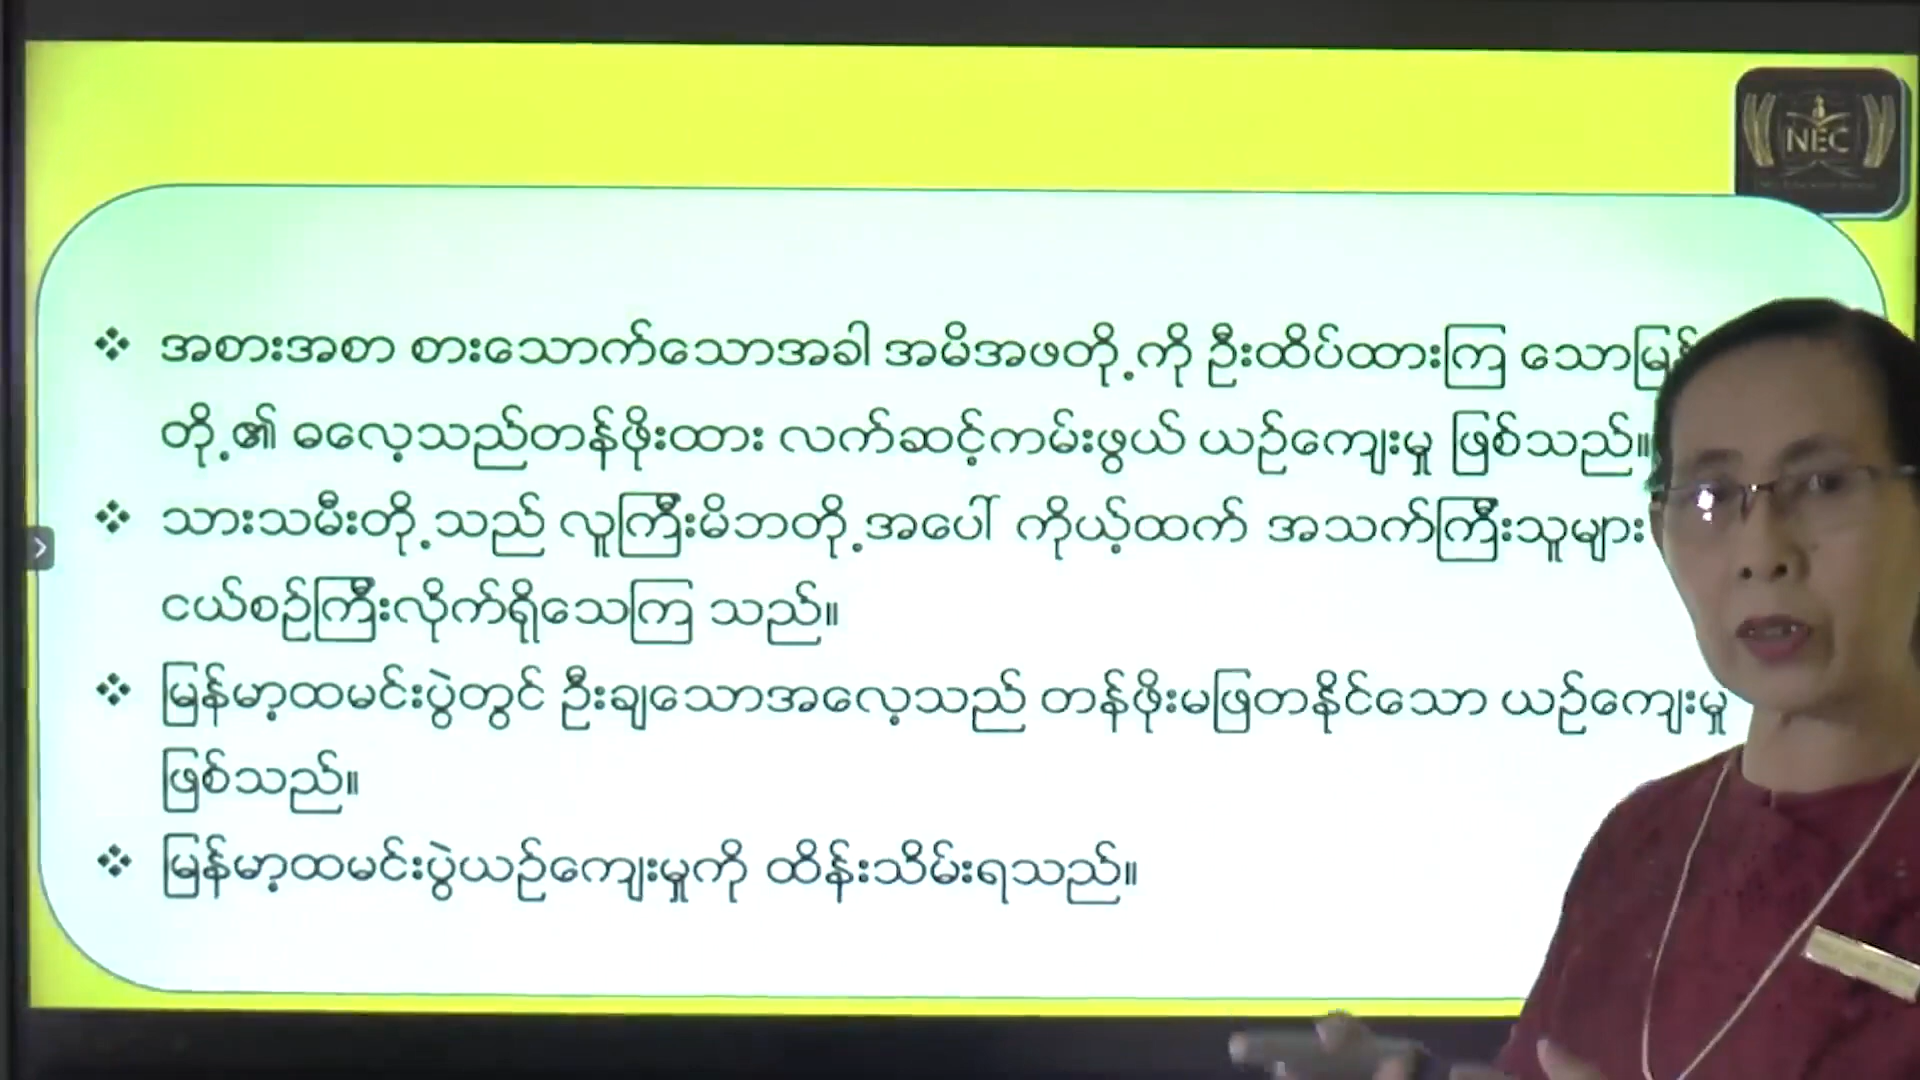 NEC
❖ အစားအစာ စားသောက်သောအခါ အမိအဖတို့ကို ဦးထိပ်ထားကြ သော
တို့၏ ဓလေ့သည်တန်ဖိုးထား လက်ဆင့်ကမ်းဖွယ် ယဉ်ကျေးမှု ဖြစ်သည်။
❖ သားသမီးတို့သည် လူကြီးမိဘတို့အပေါ် ကိုယ့်ထက် အသက်ကြီးသူများ
ငယ်စဉ်ကြီးလိုက်ရိုသေကြ သည်။
❖ မြန်မာ့ထမင်းပွဲတွင် ဦးချသောအလေ့သည် တန်ဖိုးမဖြတနိုင်သော ယဉ်ကျေးမှု
ဖြစ်သည်။
❖ မြန်မာ့ထမင်းပွဲယဉ်ကျေးမှုကို ထိန်းသိမ်းရသည်။